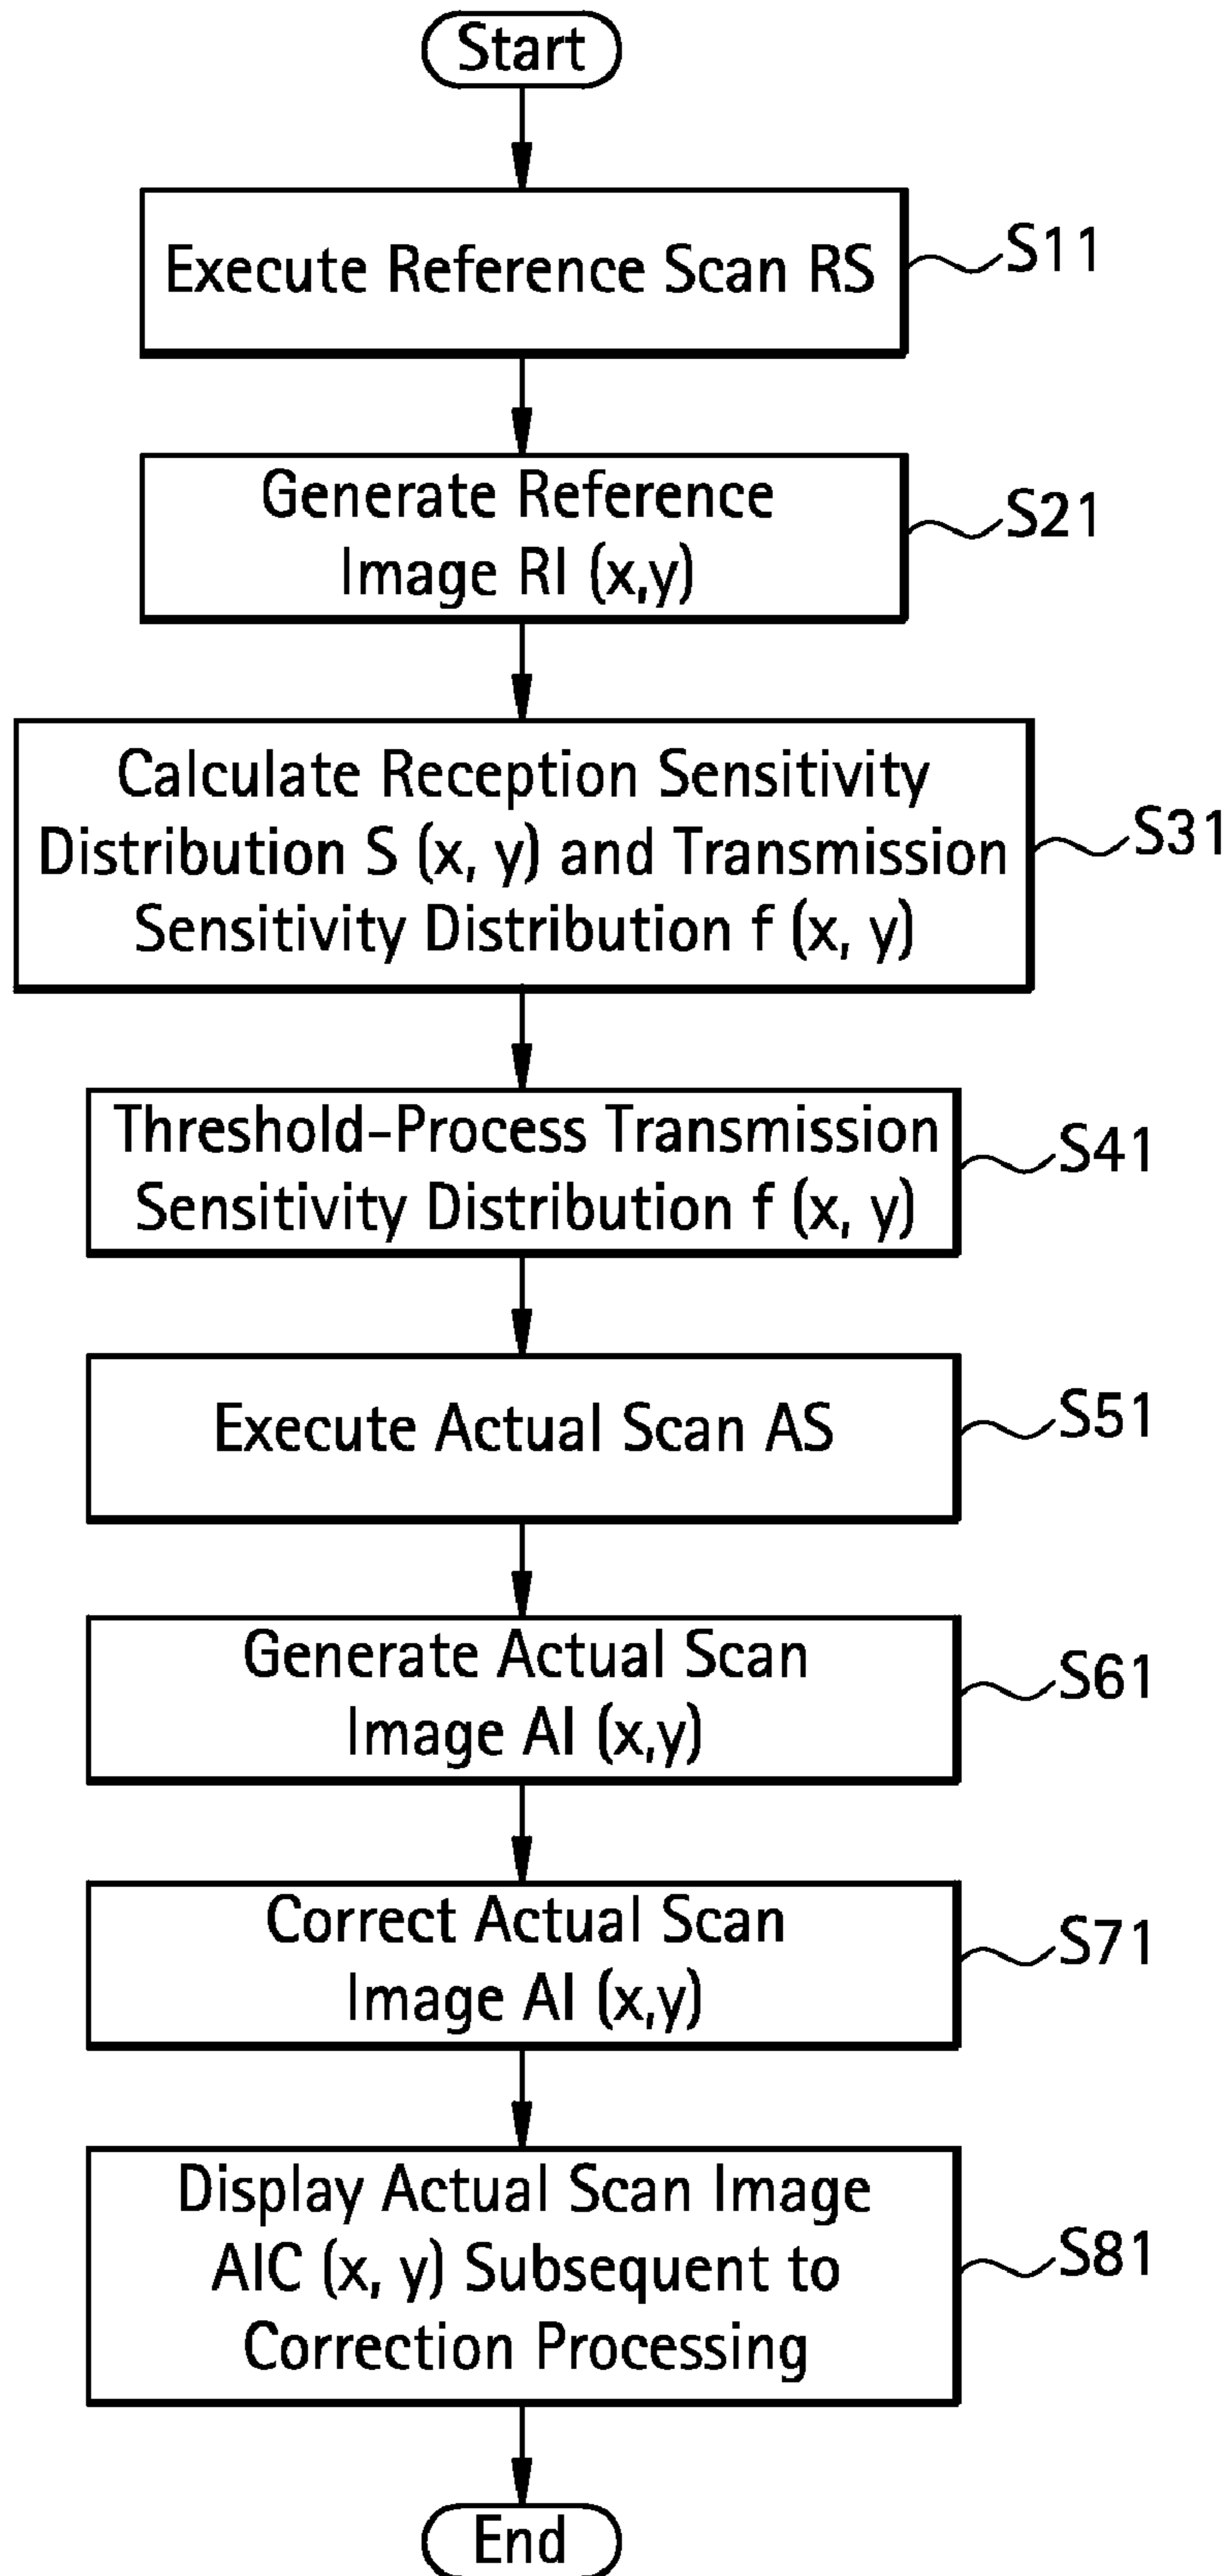 Start
Execute Reference Scan RS
S11
Generate Reference
Image RI (x,y)
S21
Calculate Reception Sensitivity
Distribution S (x, y) and Transmission
Sensitivity Distribution f (x, y)
S31
Threshold-Process Transmission
Sensitivity Distribution f (x, y)
S41
Execute Actual Scan AS
S51
Generate Actual Scan
Image AI (x,y)
S61
Correct Actual Scan
Image AI (x,y)
S71
Display Actual Scan Image
AIC (x, y) Subsequent to
Correction Processing
S81
End